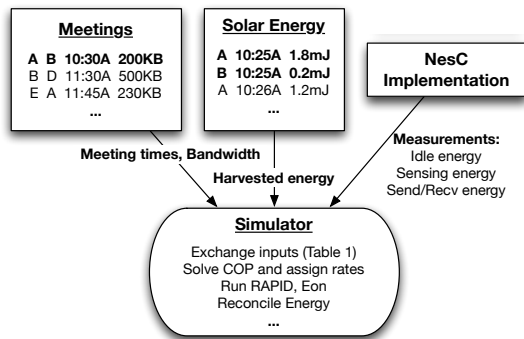 Meetings
A B 10:30A 200KB
B D 11:30A 500KB
E A 11:45A 230KB
...
Solar Energy
A 10:25A 1.8mJ
B 10:25A 0.2mJ
A 10:26A 1.2mJ
...
NesC
Implementation
Meeting times, Bandwidth
Harvested energy
Measurements:
Idle energy
Sensing energy
Send/Recv energy
Simulator
Exchange inputs (Table 1)
Solve COP and assign rates
Run RAPID, Eon
Reconcile Energy
...